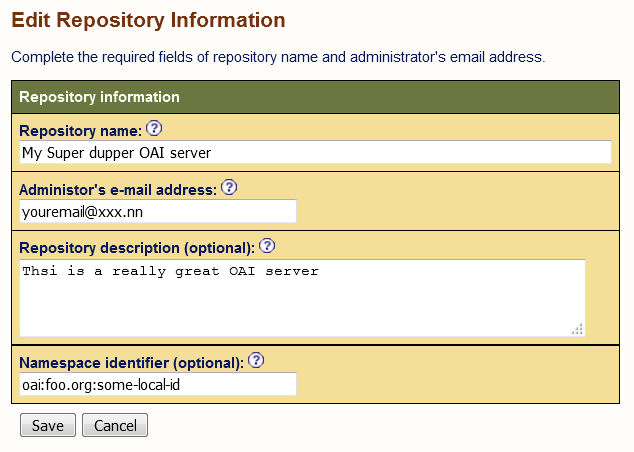 Edit Repository Information
Complete the required fields of repository name and administrator's email address.
Repository information
Repository name: ?
My Super dupper OAI server
Administor's e-mail address: ?
youremail@xxx.nn
Repository description (optional): ?
Thsi is a really great OAI server
Namespace identifier (optional): ?
oai:foo.org:some-local-id
Save Cancel